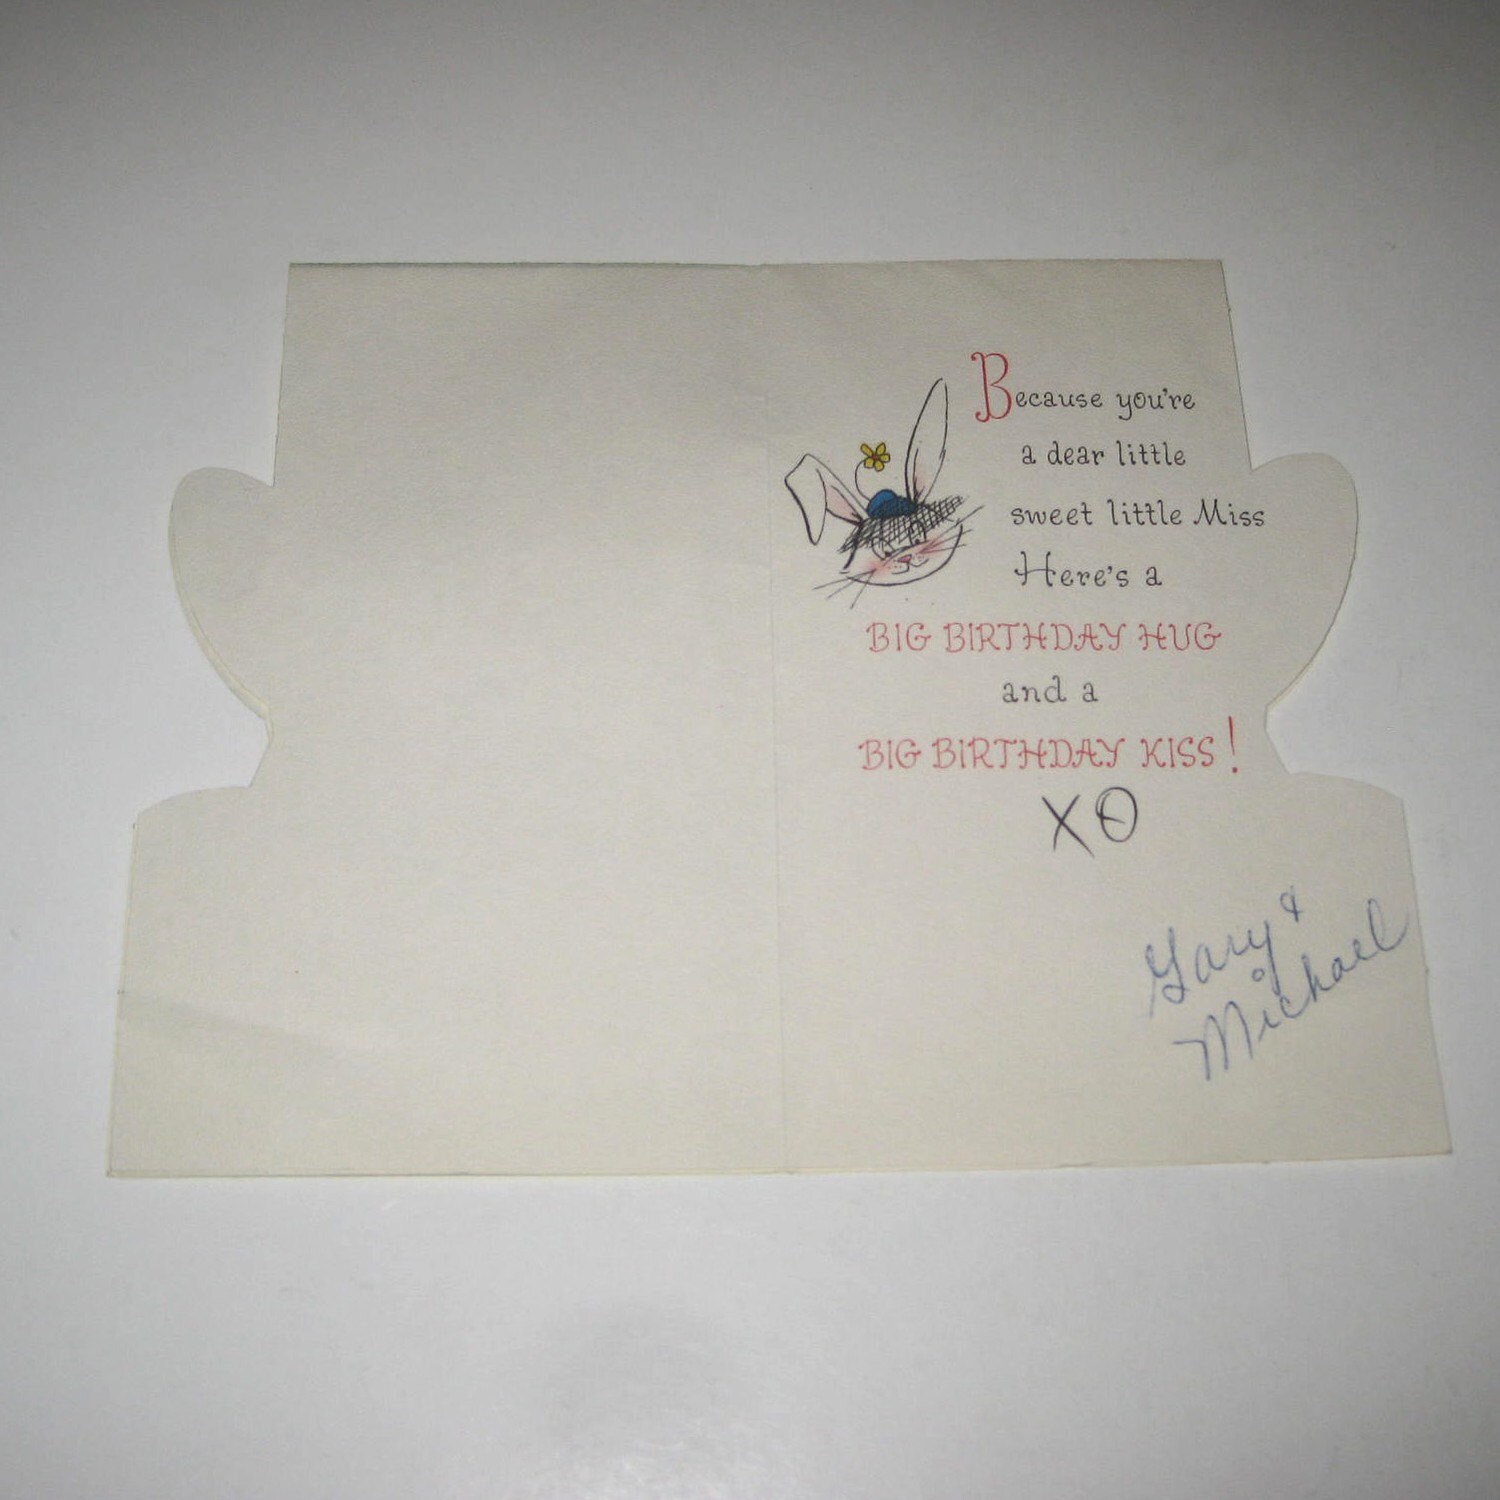 Because you're
a dear little
sweet little Miss
Here's a
BIG BIRTHDAY HUG
and a
BIG BIRTHDAY KISS!
XO
Gary &
Michael